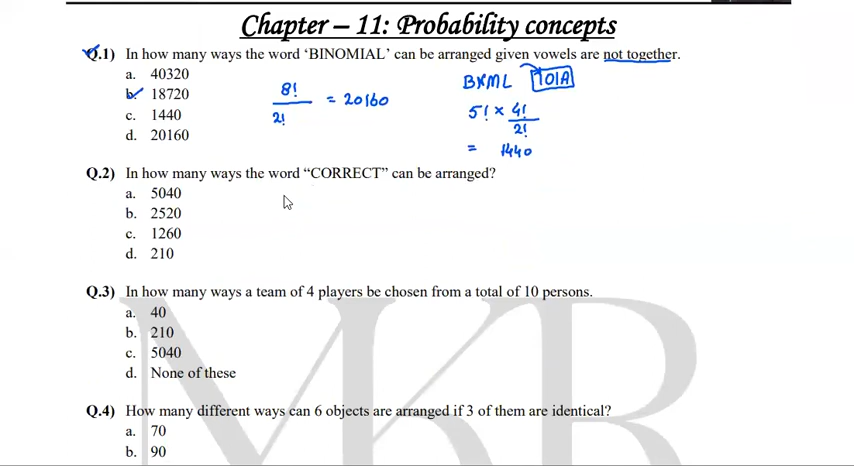 Chapter – 11: Probability concepts
Q.1) In how many ways the word ‘BINOMIAL’ can be arranged given vowels are not together.
a. 40320
b. 18720
c. 1440
d. 20160
8!
2!
= 20160
BNML IOIA
5! × 4!
2!
= 1440
Q.2) In how many ways the word “CORRECT” can be arranged?
a. 5040
b. 2520
c. 1260
d. 210
Q.3) In how many ways a team of 4 players be chosen from a total of 10 persons.
a. 40
b. 210
c. 5040
d. None of these
Q.4) How many different ways can 6 objects are arranged if 3 of them are identical?
a. 70
b. 90
MKR